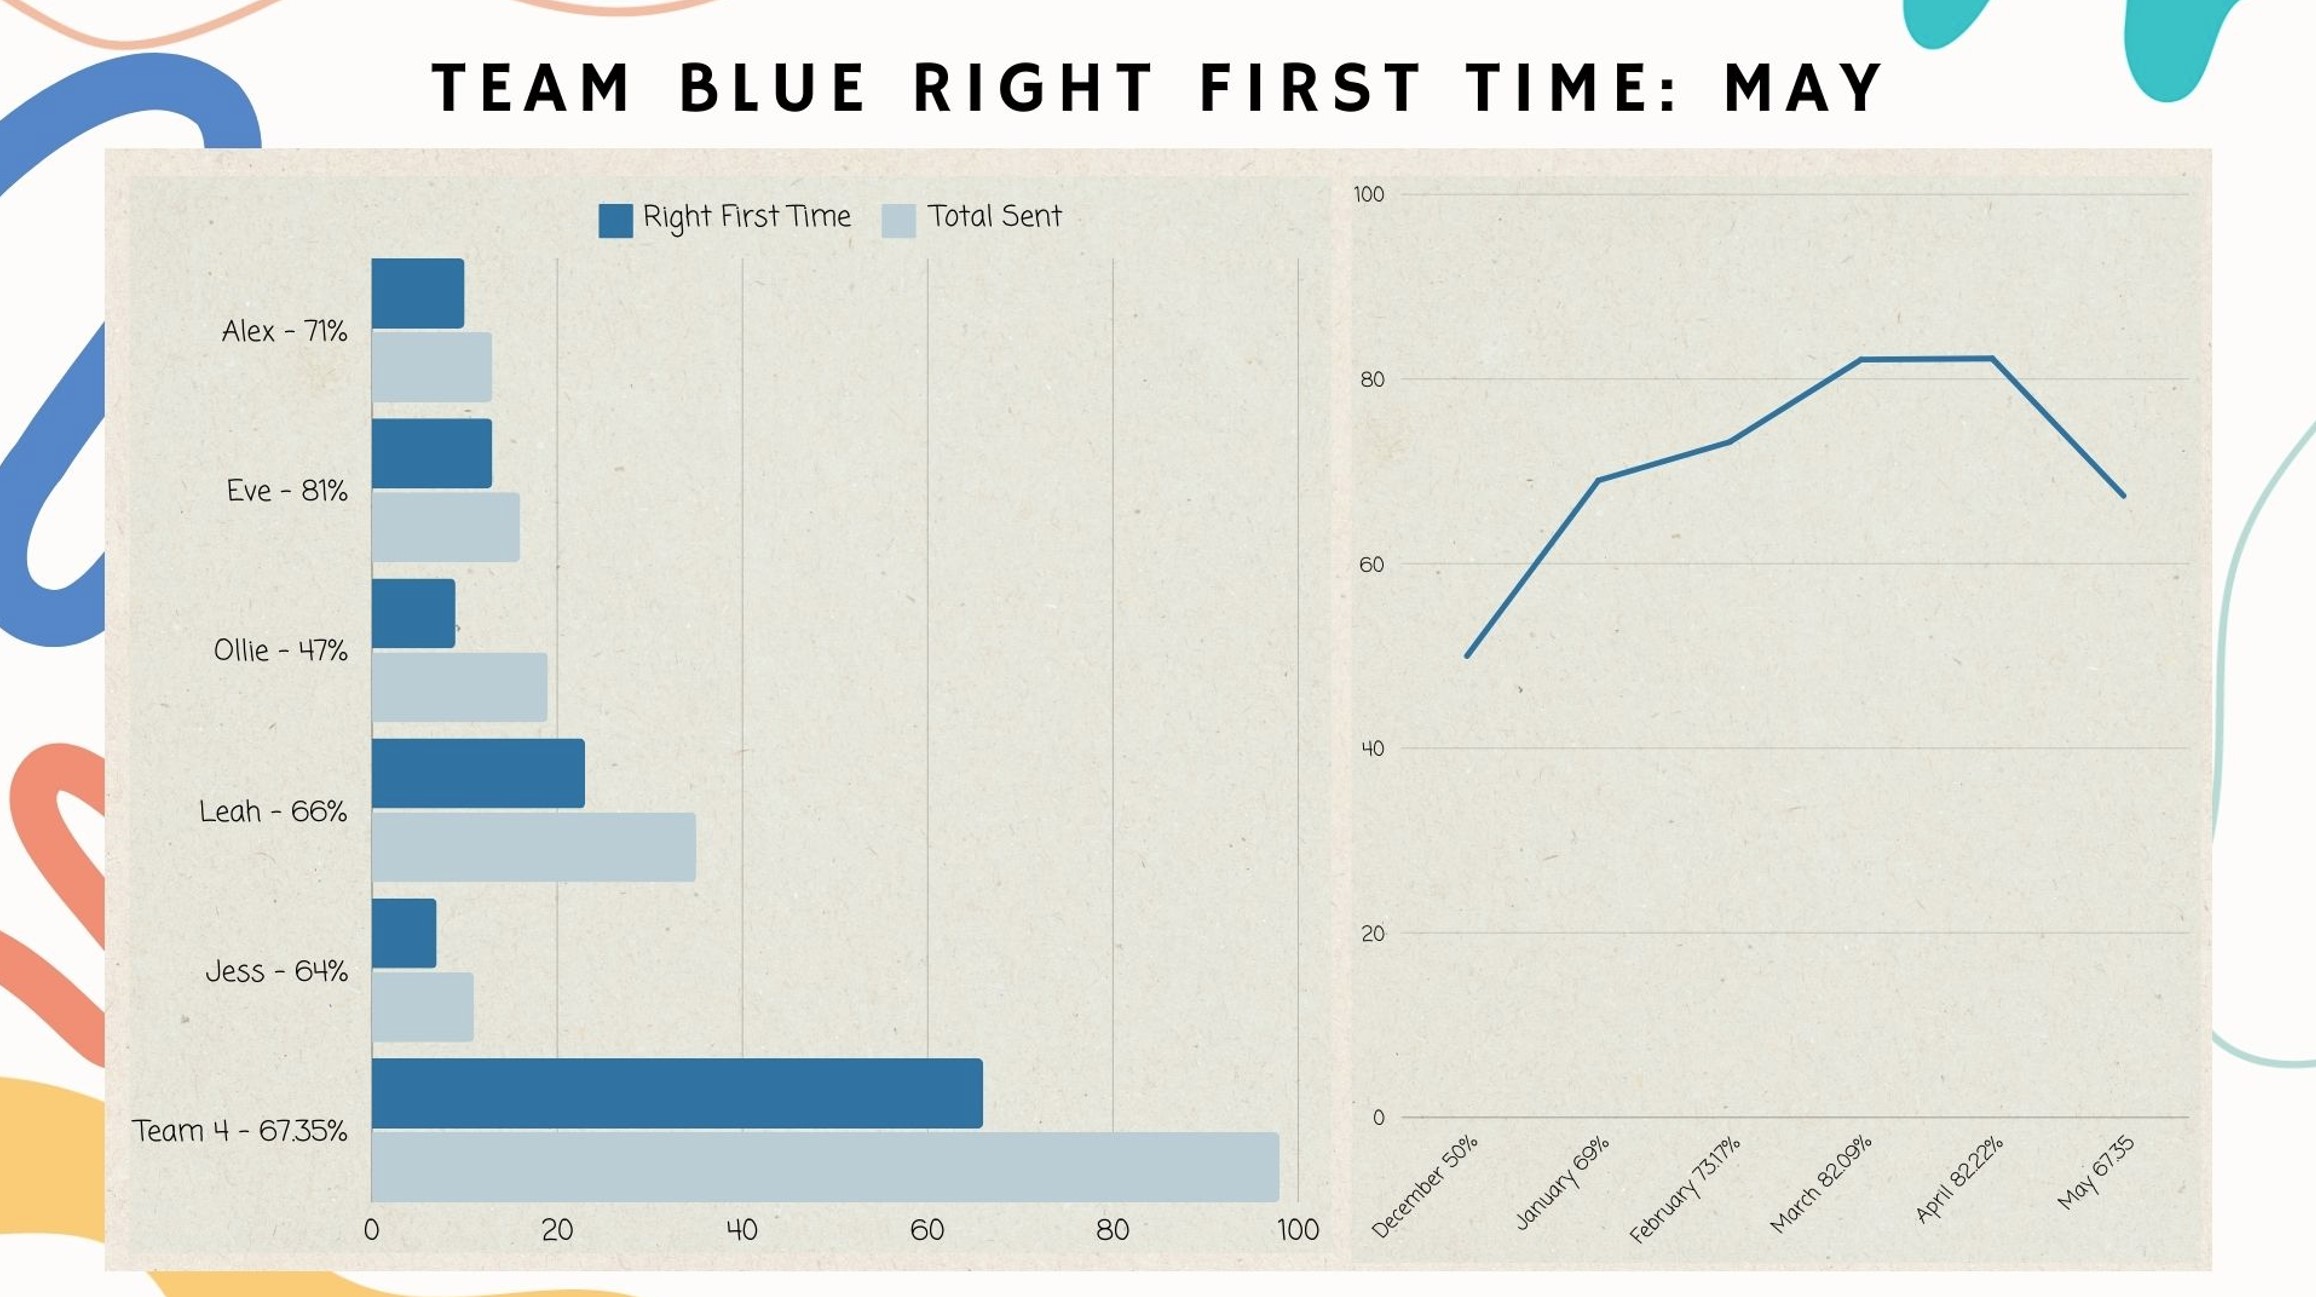 TEAM BLUE RIGHT FIRST TIME: MAY
Right First Time
Total Sent
Alex - 71%
Eve - 81%
Ollie - 47%
Leah - 66%
Jess - 64%
Team 4 - 67.35%
0 20 40 60 80 100
100
80
60
40
20
0
December 50%
January 69%
February 73.17%
March 82.09%
April 82.22%
May 67.35